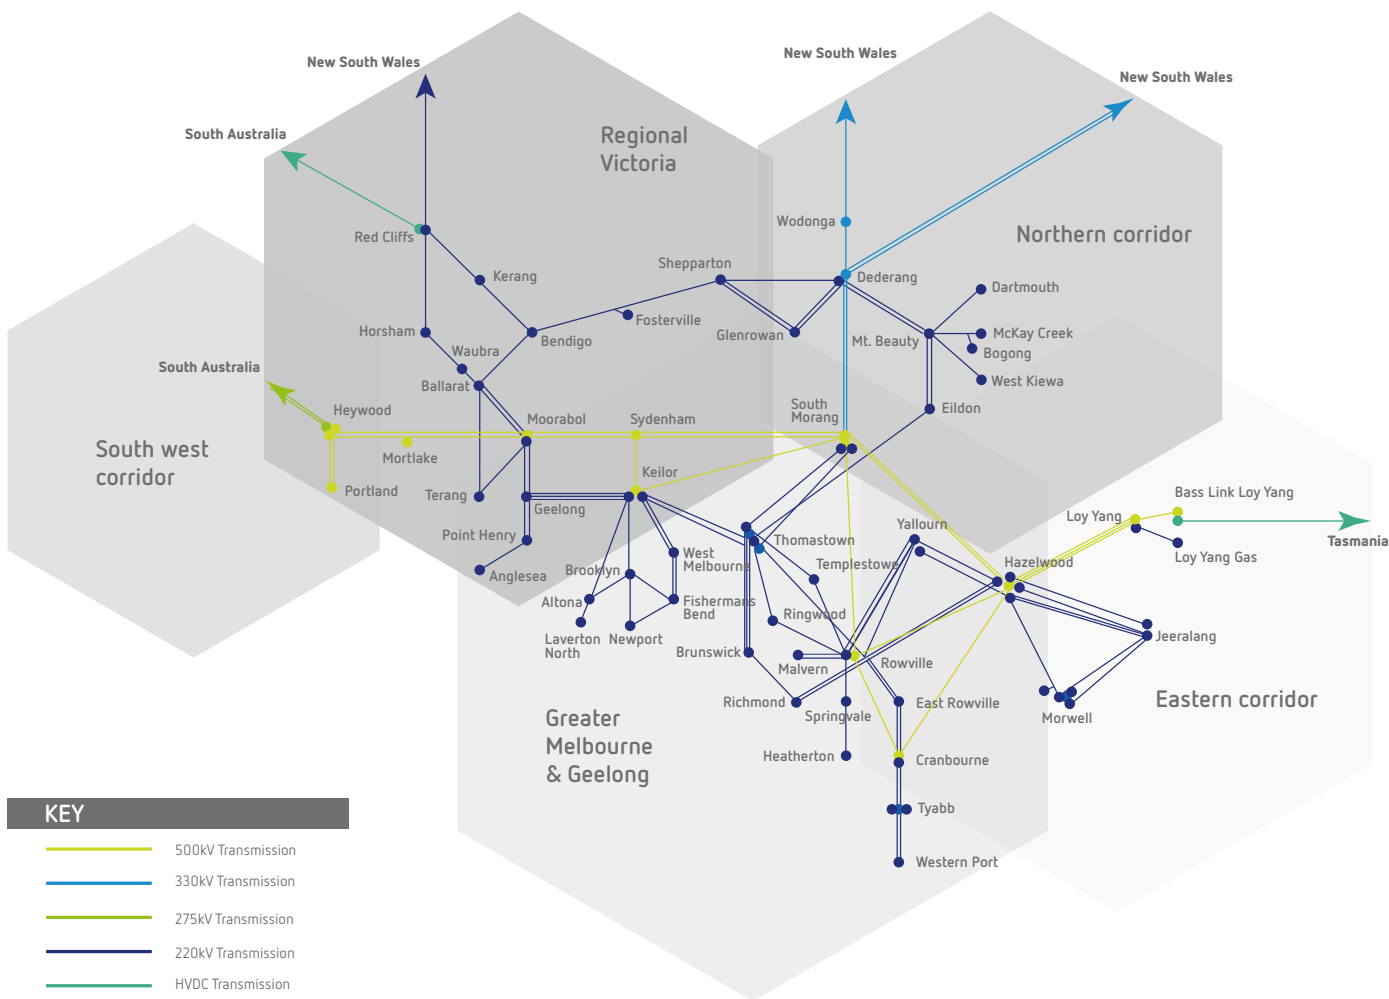 New South Wales
New South Wales
New South Wales
South Australia
Regional
Victoria
Northern corridor
Wodonga
Red Cliffs
Shepparton
Dederang
Kerang
Dartmouth
Fosterville
Horsham
Bendigo
Glenrowan
Mt. Beauty
McKay Creek
Bogong
Waubra
South Australia
Ballarat
West Kiewa
Heywood
Moorabol
Sydenham
South
Morang
Eildon
South west
corridor
Mortlake
Keilor
Portland
Terang
Geelong
Bass Link Loy Yang
Loy Yang
Yallourn
Point Henry
Thomastown
Tasmania
West
Melbourne
Templestowe
Hazelwood
Loy Yang Gas
Anglesea
Brooklyn
Altona
Fishermans
Bend
Ringwood
Laverton
North
Newport
Jeeralang
Brunswick
Malvern
Rowville
Richmond
East Rowville
Eastern corridor
Springvale
Morwell
Greater
Melbourne
& Geelong
Heatherton
Cranbourne
Tyabb
Western Port
KEY
500kV Transmission
330kV Transmission
275kV Transmission
220kV Transmission
HVDC Transmission